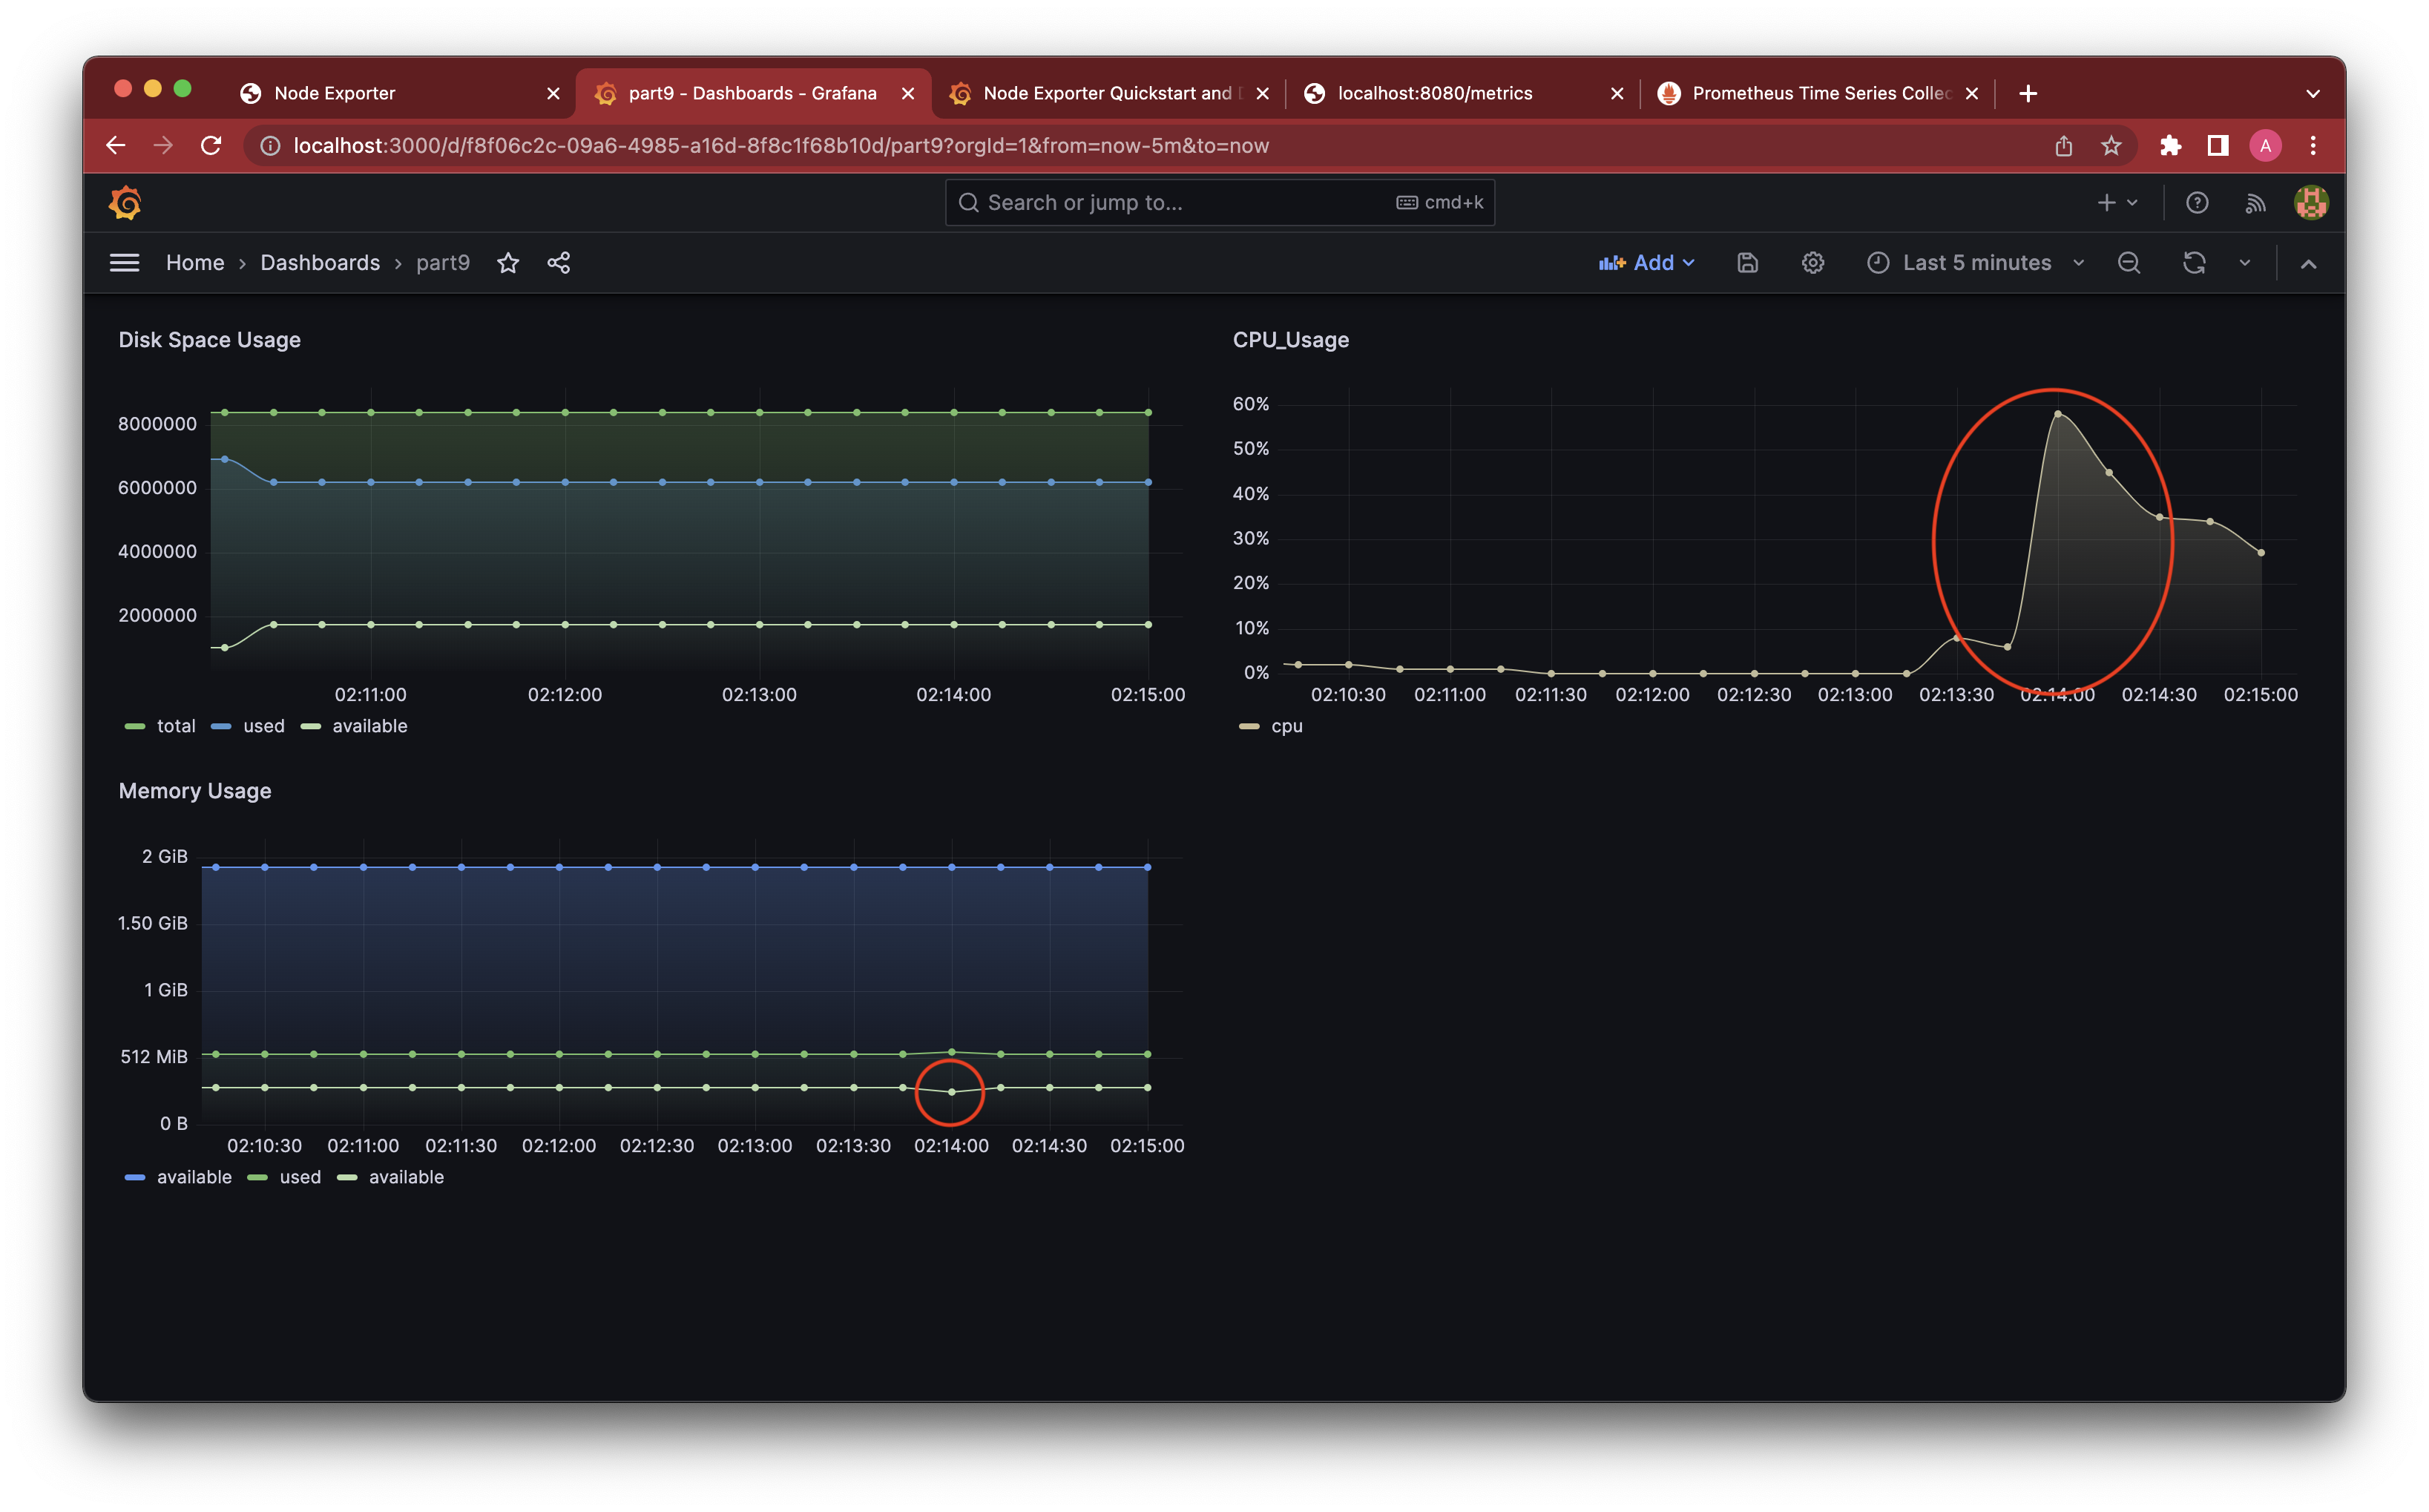 Node Exporter
part9 - Dashboards - Grafana
Node Exporter Quickstart and
localhost:8080/metrics
Prometheus Time Series
localhost:3000/d/f8f06c2c-09a6-4985-a16d-8f8c1f68b10d/part9?orgId=1&from=now-5m&to=now
A
Search or jump to...
cmd+k
Home › Dashboards › part9
Add
Last 5 minutes
Disk Space Usage
8000000
6000000
4000000
2000000
02:11:00 02:12:00 02:13:00 02:14:00 02:15:00
total used available
CPU_Usage
60%
50%
40%
30%
20%
10%
0%
02:10:30 02:11:00 02:11:30 02:12:00 02:12:30 02:13:00 02:13:30 02:14:00 02:14:30 02:15:00
cpu
Memory Usage
2 GiB
1.50 GiB
1 GiB
512 MiB
0 B
02:10:30 02:11:00 02:11:30 02:12:00 02:12:30 02:13:00 02:13:30 02:14:00 02:14:30 02:15:00
available used available